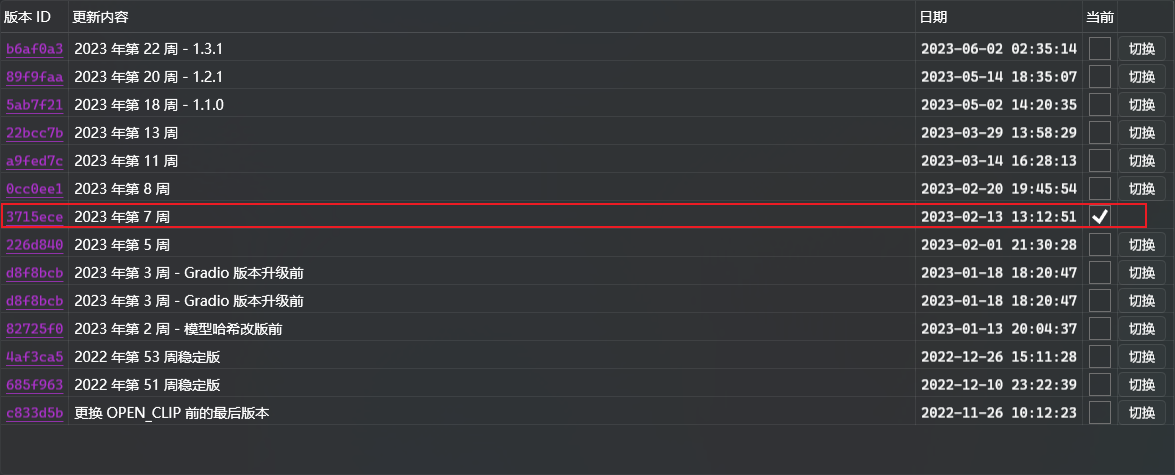 版本 ID 更新内容 日期 当前
b6af0a3 2023 年第 22 周 - 1.3.1 2023-06-02 02:35:14 切换
89f9faa 2023 年第 20 周 - 1.2.1 2023-05-14 18:35:07 切换
5ab7f21 2023 年第 18 周 - 1.1.0 2023-05-02 14:20:35 切换
22bcc7b 2023 年第 13 周 2023-03-29 13:58:29 切换
a9fed7c 2023 年第 11 周 2023-03-14 16:28:13 切换
0cc0ee1 2023 年第 8 周 2023-02-20 19:45:54 切换
3715ece 2023 年第 7 周 2023-02-13 13:12:51
226d840 2023 年第 5 周 2023-02-01 21:30:28 切换
d8f8bcb 2023 年第 3 周 - Gradio 版本升级前 2023-01-18 18:20:47 切换
d8f8bcb 2023 年第 3 周 - Gradio 版本升级前 2023-01-18 18:20:47 切换
82725f0 2023 年第 2 周 - 模型哈希改版前 2023-01-13 20:04:37 切换
4af3ca5 2022 年第 53 周稳定版 2022-12-26 15:11:28 切换
685f963 2022 年第 51 周稳定版 2022-12-10 23:22:39 切换
c833d5b 更换 OPEN_CLIP 前的最后版本 2022-11-26 10:12:23 切换